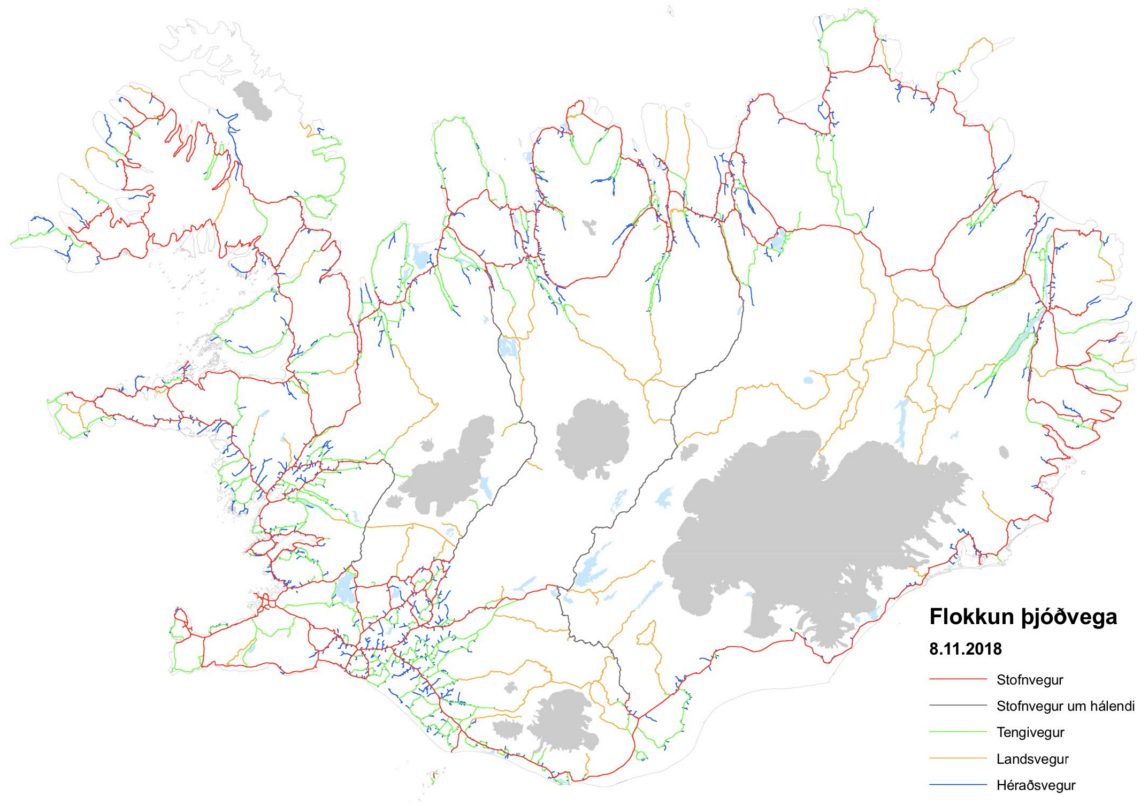 Flokkun þjóðvega
8.11.2018
Stofnvegur
Stofnvegur um hálendi
Tengivegur
Landsvegur
Héraðsvegur